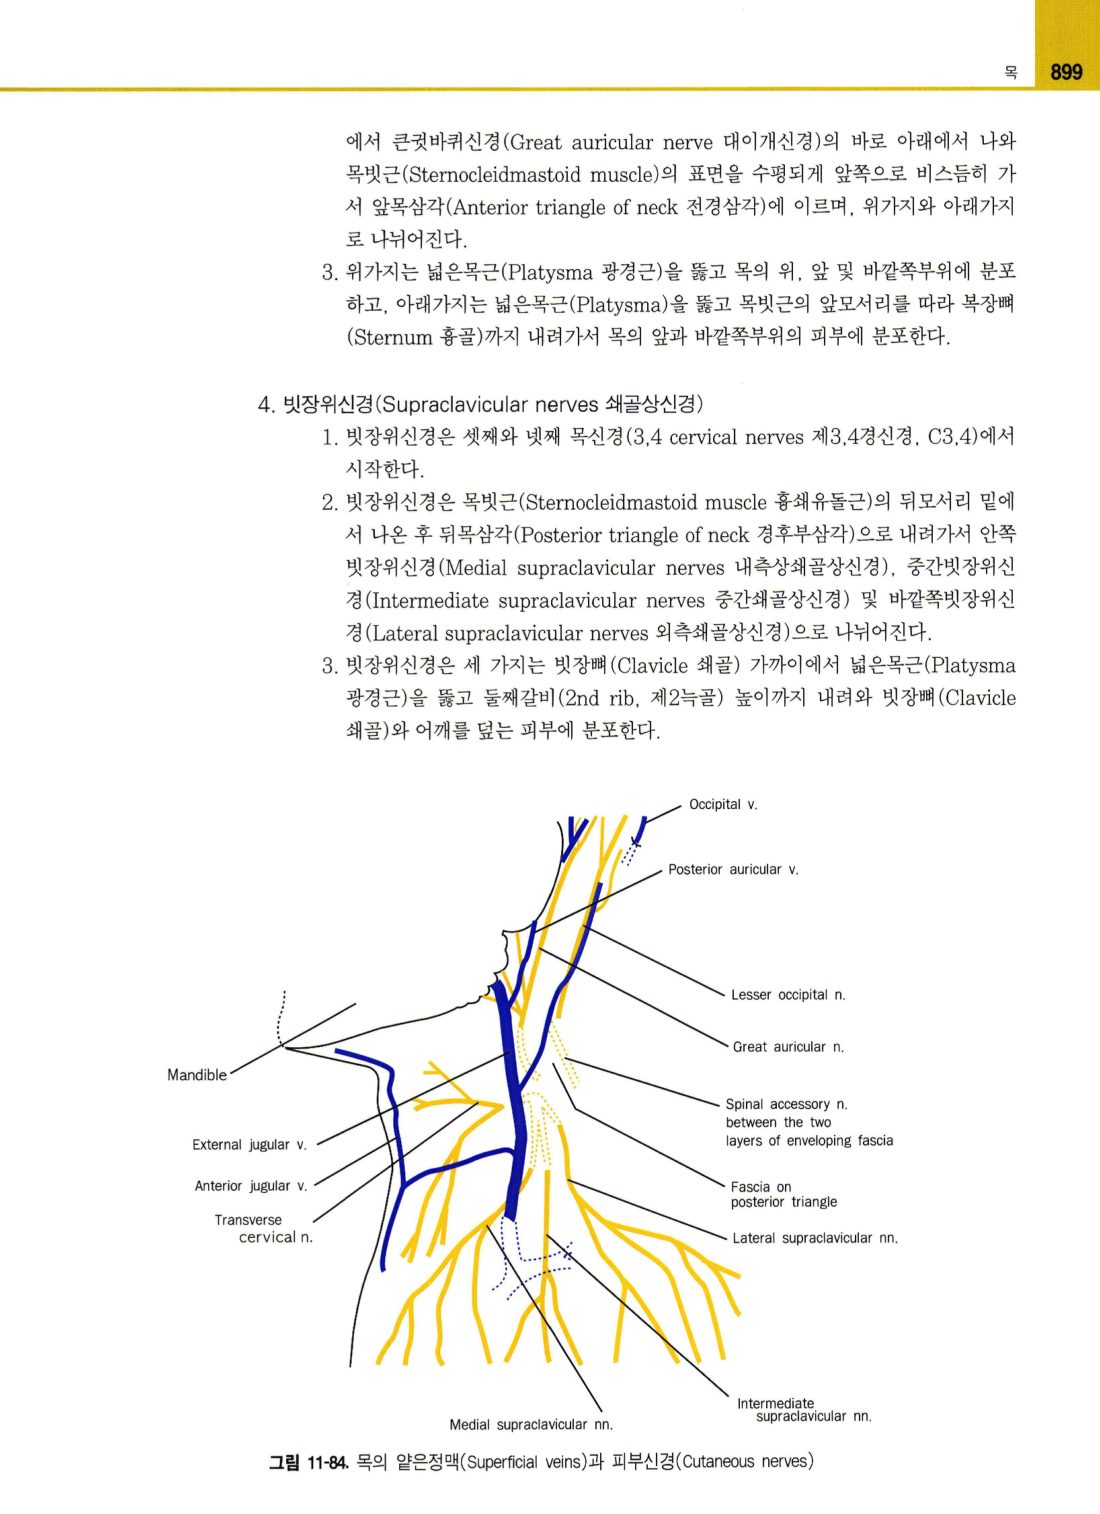 목 899
에서 큰귓바퀴신경(Great auricular nerve 대이개신경)의 바로 아래에서 나와
목빗근(Sternocleidmastoid muscle)의 표면을 수평되게 앞쪽으로 비스듬히 가
서 앞목삼각(Anterior triangle of neck 전경삼각)에 이르며, 위가지와 아래가지
로 나뉘어진다.
3. 위가지는 넓은목근(Platysma 광경근)을 뚫고 목의 위, 앞 및 바깥쪽부위에 분포
하고, 아래가지는 넓은목근(Platysma)을 뚫고 목빗근의 앞모서리를 따라 복장뼈
(Sternum 흉골)까지 내려가서 목의 앞과 바깥쪽부위의 피부에 분포한다.
4. 빗장위신경(Supraclavicular nerves 쇄골상신경)
1. 빗장위신경은 셋째와 넷째 목신경(3,4 cervical nerves 제3,4경신경, C3,4)에서
시작한다.
2. 빗장위신경은 목빗근(Sternocleidmastoid muscle 흉쇄유돌근)의 뒤모서리 밑에
서 나온 후 뒤목삼각(Posterior triangle of neck 경후부삼각)으로 내려가서 안쪽
빗장위신경(Medial supraclavicular nerves 내측상쇄골상신경), 중간빗장위신
경(Intermediate supraclavicular nerves 중간쇄골상신경) 및 바깥쪽빗장위신
경(Lateral supraclavicular nerves 외측쇄골상신경)으로 나뉘어진다.
3. 빗장위신경은 세 가지는 빗장뼈(Clavicle 쇄골) 가까이에서 넓은목근(Platysma
광경근)을 뚫고 둘째갈비(2nd rib, 제2늑골) 높이까지 내려와 빗장뼈(Clavicle
쇄골)와 어깨를 덮는 피부에 분포한다.
Occipital v.
Posterior auricular v.
Lesser occipital n.
Great auricular n.
Mandible
Spinal accessory n.
between the two
layers of enveloping fascia
External jugular v.
Anterior jugular v.
Fascia on
posterior triangle
Transverse
cervical n.
Lateral supraclavicular nn.
Intermediate
supraclavicular nn.
Medial supraclavicular nn.
그림 11-84. 목의 얕은정맥(Superficial veins)과 피부신경(Cutaneous nerves)